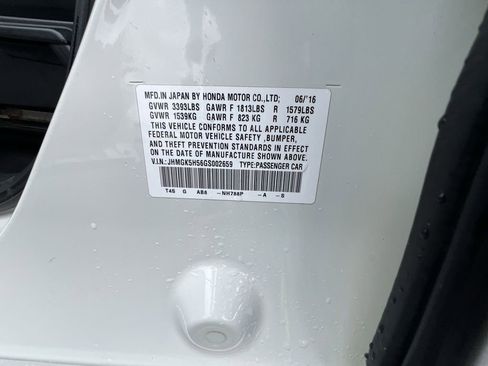 MFD.IN JAPAN BY HONDA MOTOR CO.,LTD; 06/'16
GVWR 3393LBS GAWR F 1813LBS R 1579LBS
GVWR 1539KG GAWR F 823 KG R 716 KG
THIS VEHICLE CONFORMS TO ALL APPLICABLE
FEDERAL MOTOR VEHICLE SAFETY ,BUMPER,
AND THEFT PREVENTION STANDARDS IN EFFECT
ON THE DATE OF MANUFACTURE SHOWN ABOVE.
V.I.N.: JHMGK5H56GS002659 TYPE:PASSENGER CAR
T46 G AB8 -NH788P -A -S